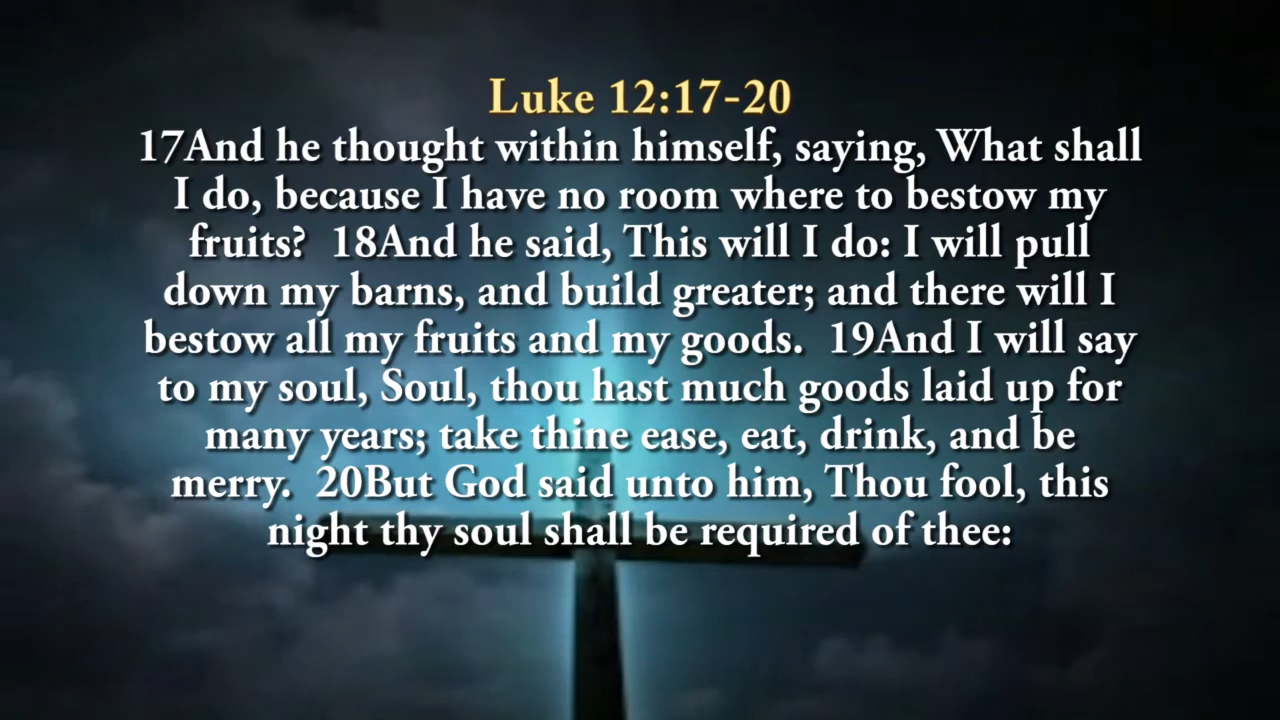 Luke 12:17-20
17And he thought within himself, saying, What shall
I do, because I have no room where to bestow my
fruits?  18And he said, This will I do: I will pull
down my barns, and build greater; and there will I
bestow all my fruits and my goods.  19And I will say
to my soul, Soul, thou hast much goods laid up for
many years; take thine ease, eat, drink, and be
merry.  20But God said unto him, Thou fool, this
night thy soul shall be required of thee: